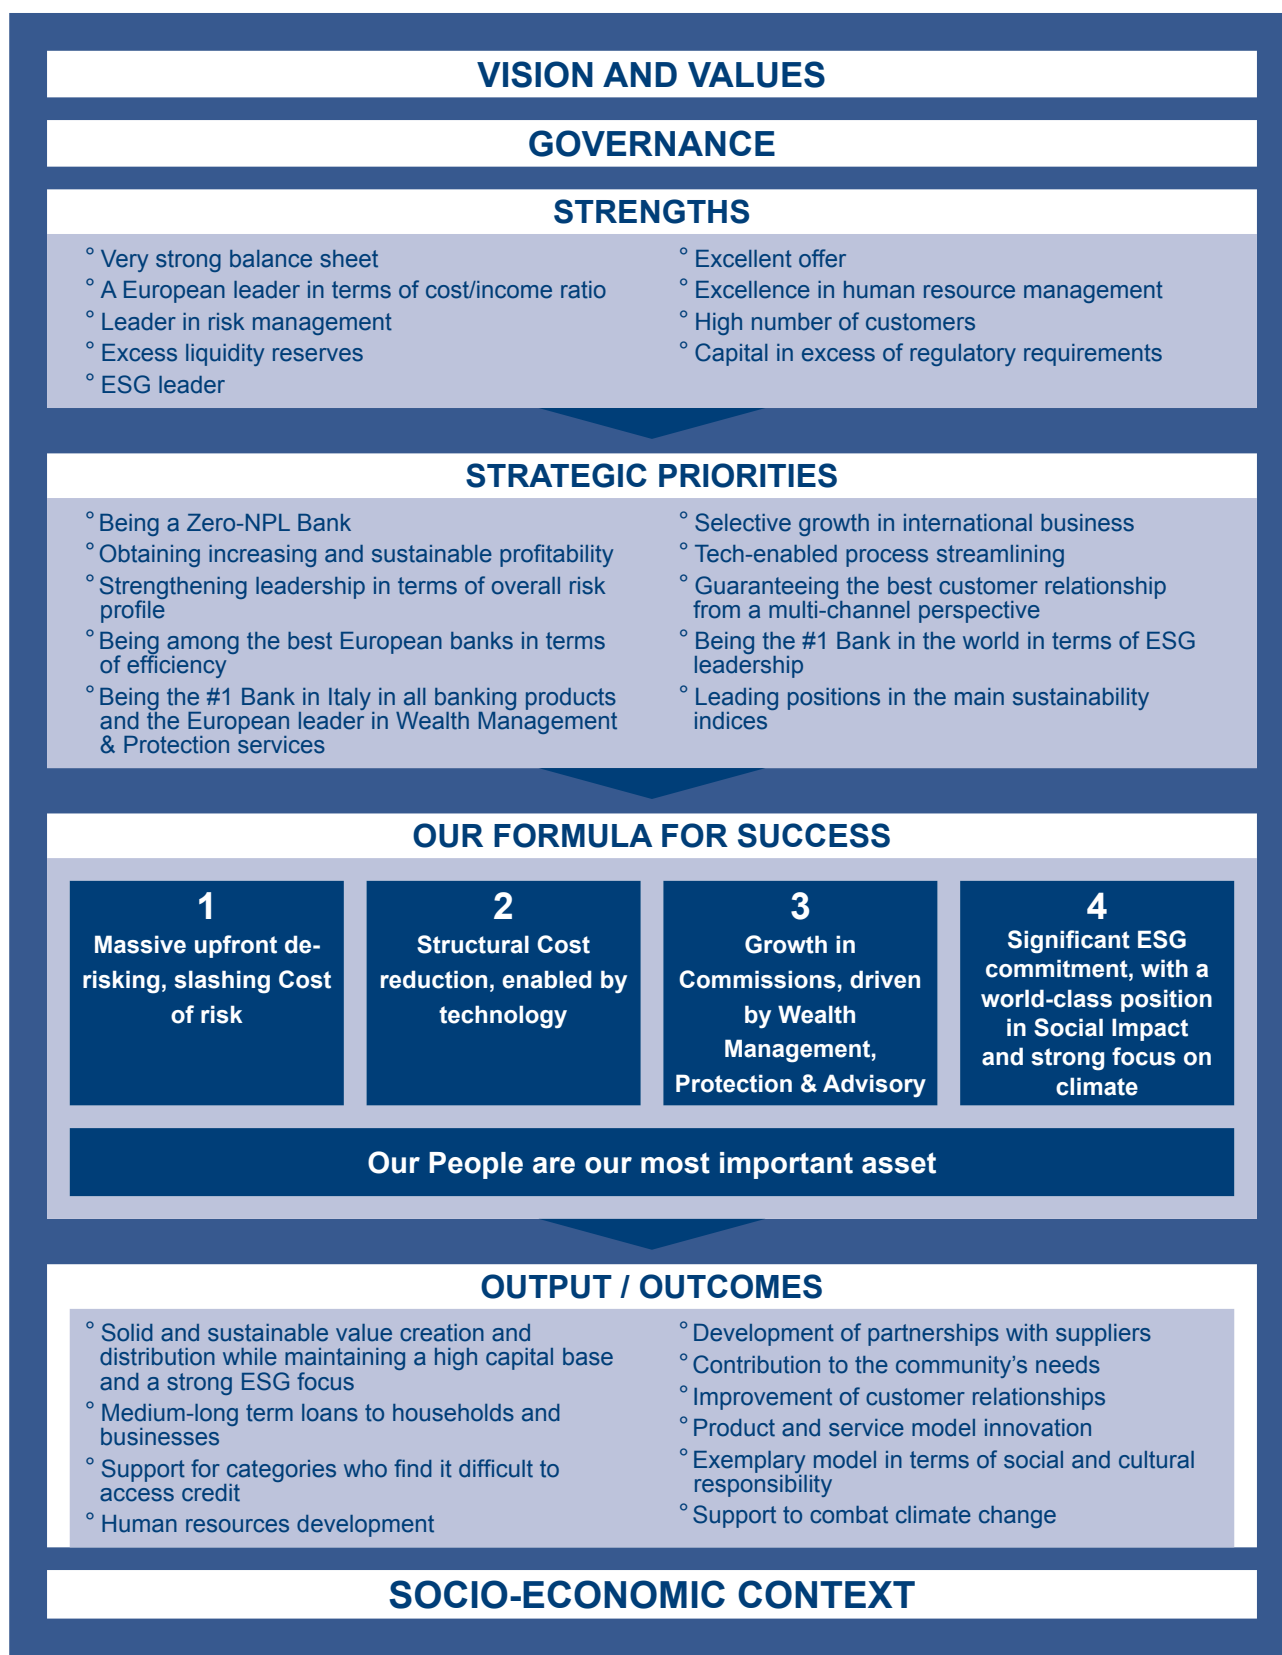 VISION AND VALUES
GOVERNANCE
STRENGTHS
° Very strong balance sheet
° A European leader in terms of cost/income ratio
° Leader in risk management
° Excess liquidity reserves
° ESG leader
° Excellent offer
° Excellence in human resource management
° High number of customers
° Capital in excess of regulatory requirements
STRATEGIC PRIORITIES
° Being a Zero-NPL Bank
° Obtaining increasing and sustainable profitability
° Strengthening leadership in terms of overall risk
profile
° Being among the best European banks in terms
of efficiency
° Being the #1 Bank in Italy in all banking products
and the European leader in Wealth Management
& Protection services
° Selective growth in international business
° Tech-enabled process streamlining
° Guaranteeing the best customer relationship
from a multi-channel perspective
° Being the #1 Bank in the world in terms of ESG
leadership
° Leading positions in the main sustainability
indices
OUR FORMULA FOR SUCCESS
1
Massive upfront de-
risking, slashing Cost
of risk
2
Structural Cost
reduction, enabled by
technology
3
Growth in
Commissions, driven
by Wealth
Management,
Protection & Advisory
4
Significant ESG
commitment, with a
world-class position
in Social Impact
and strong focus on
climate
Our People are our most important asset
OUTPUT / OUTCOMES
° Solid and sustainable value creation and
distribution while maintaining a high capital base
and a strong ESG focus
° Medium-long term loans to households and
businesses
° Support for categories who find it difficult to
access credit
° Human resources development
° Development of partnerships with suppliers
° Contribution to the community’s needs
° Improvement of customer relationships
° Product and service model innovation
° Exemplary model in terms of social and cultural
responsibility
° Support to combat climate change
SOCIO-ECONOMIC CONTEXT